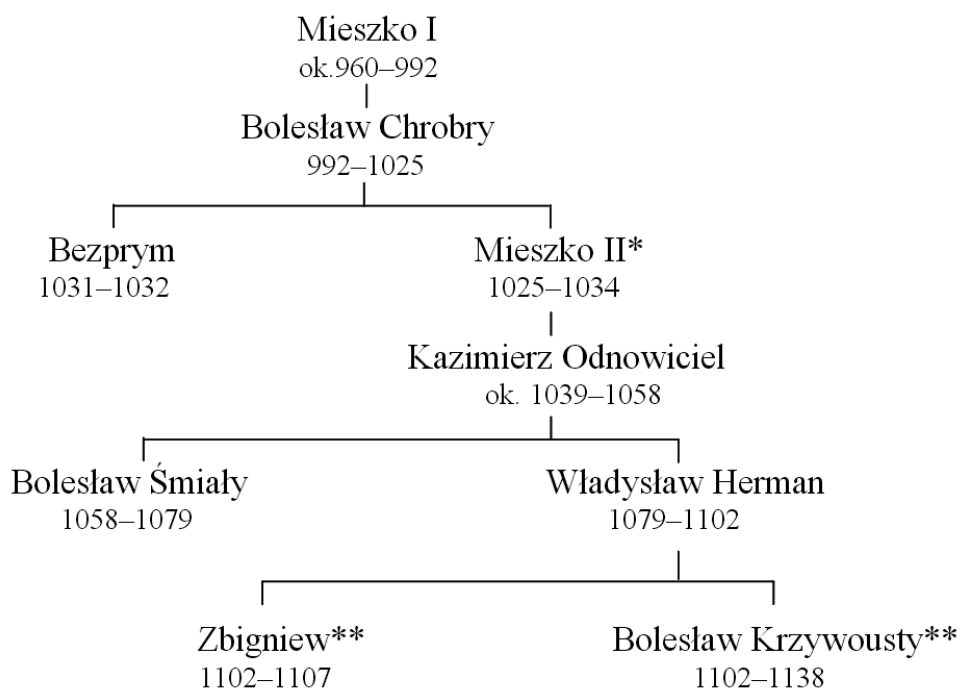 Mieszko I
ok.960–992
Bolesław Chrobry
992–1025
Bezprym
1031–1032
Mieszko II*
1025–1034
Kazimierz Odnowiciel
ok. 1039–1058
Bolesław Śmiały
1058–1079
Władysław Herman
1079–1102
Zbigniew**
1102–1107
Bolesław Krzywousty**
1102–1138